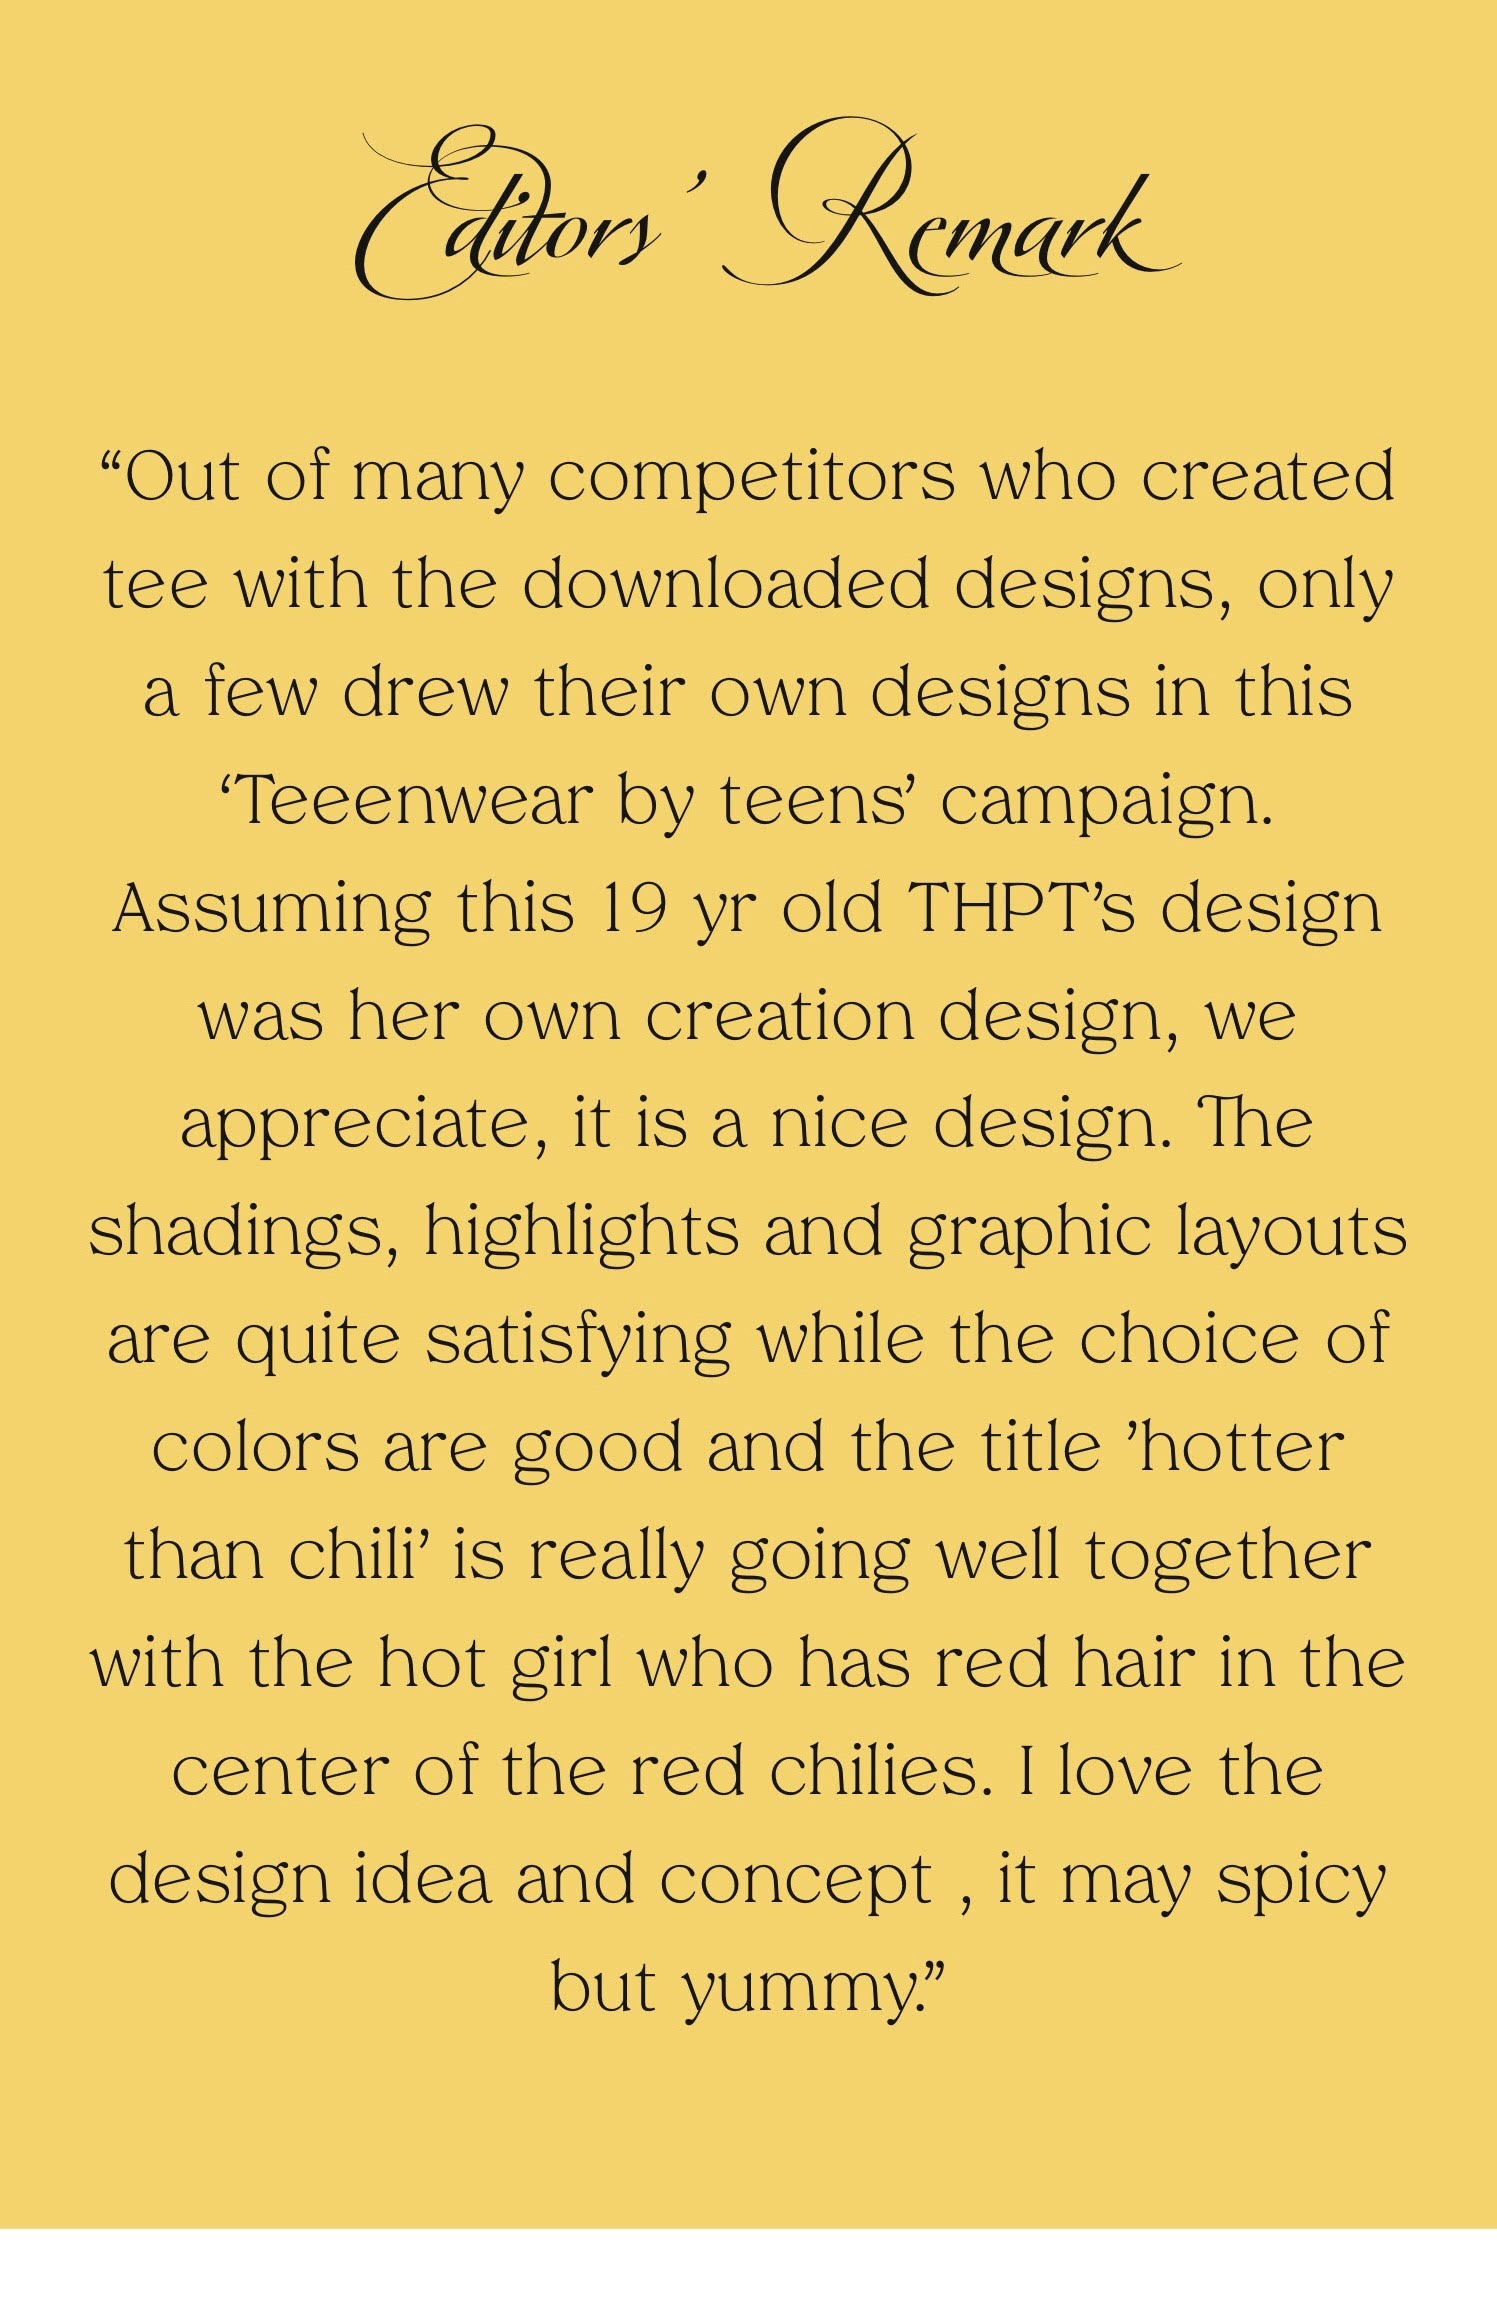 Editors’ Remark
“Out of many competitors who created
tee with the downloaded designs, only
a few drew their own designs in this
‘Teeenwear by teens’ campaign.
Assuming this 19 yr old THPT’s design
was her own creation design, we
appreciate, it is a nice design. The
shadings, highlights and graphic layouts
are quite satisfying while the choice of
colors are good and the title ’hotter
than chili’ is really going well together
with the hot girl who has red hair in the
center of the red chilies. I love the
design idea and concept , it may spicy
but yummy.”